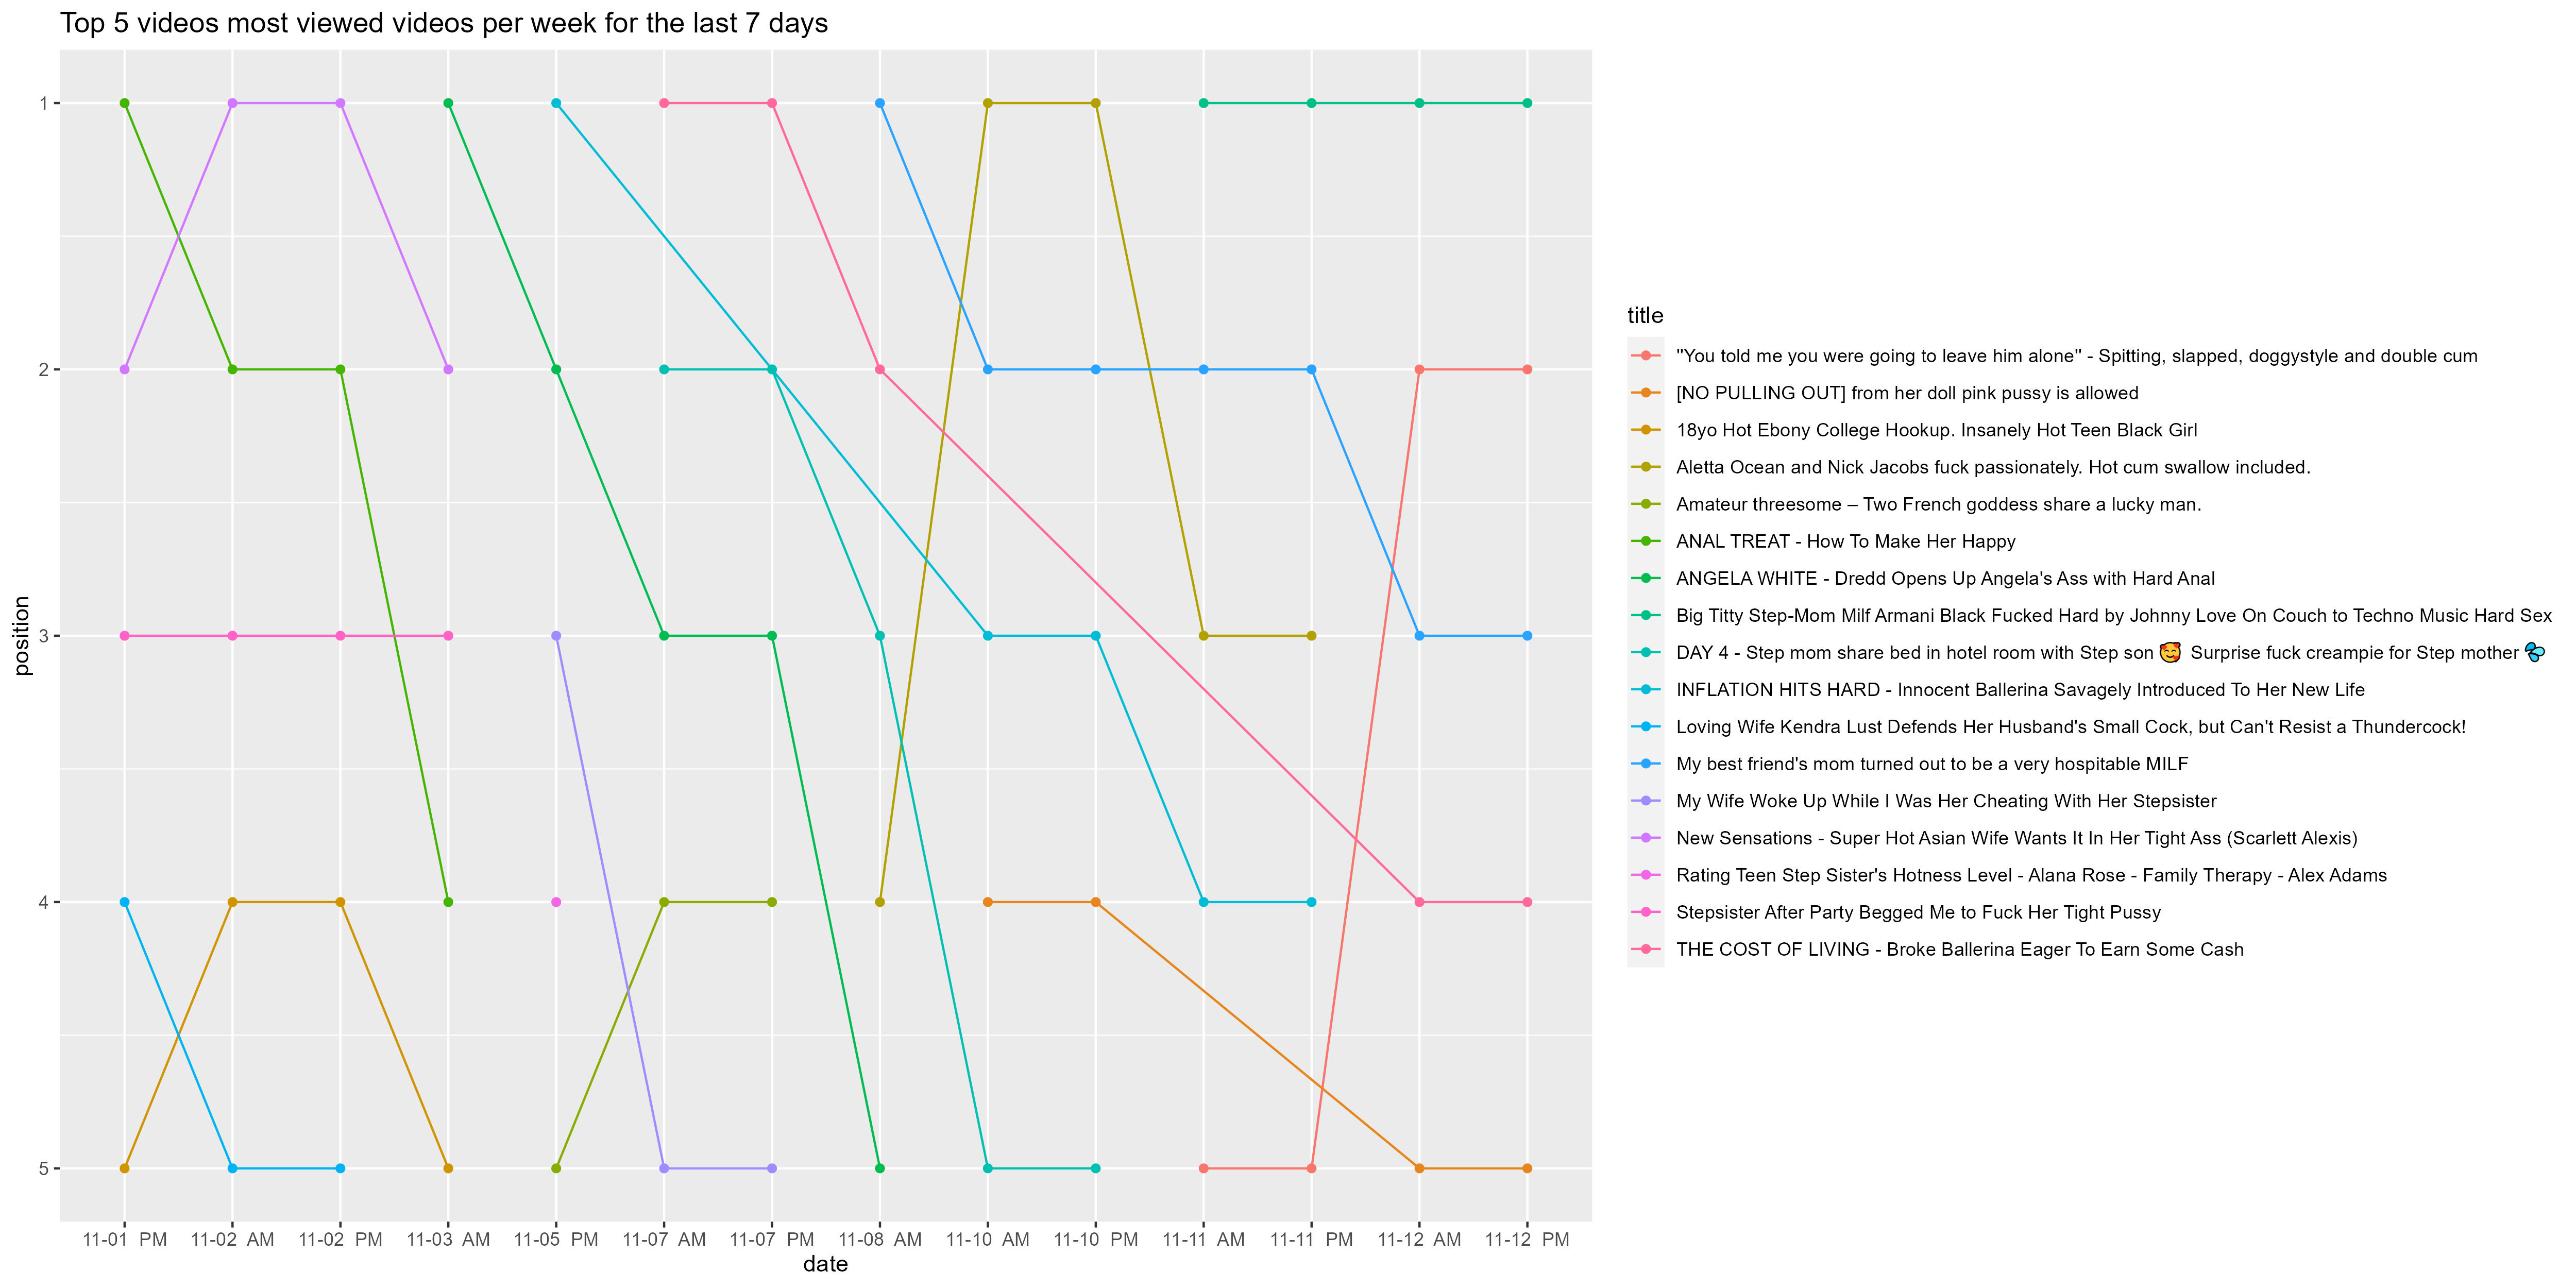 Top 5 videos most viewed videos per week for the last 7 days
position
1
2
3
4
5
11-01 PM
11-02 AM
11-02 PM
11-03 AM
11-05 PM
11-07 AM
11-07 PM
11-08 AM
11-10 AM
11-10 PM
11-11 AM
11-11 PM
11-12 AM
11-12 PM
date
title
"You told me you were going to leave him alone" - Spitting, slapped, doggystyle and double cum
[NO PULLING OUT] from her doll pink pussy is allowed
18yo Hot Ebony College Hookup. Insanely Hot Teen Black Girl
Aletta Ocean and Nick Jacobs fuck passionately. Hot cum swallow included.
Amateur threesome – Two French goddess share a lucky man.
ANAL TREAT - How To Make Her Happy
ANGELA WHITE - Dredd Opens Up Angela's Ass with Hard Anal
Big Titty Step-Mom Milf Armani Black Fucked Hard by Johnny Love On Couch to Techno Music Hard Sex
DAY 4 - Step mom share bed in hotel room with Step son 🥰 Surprise fuck creampie for Step mother 💦
INFLATION HITS HARD - Innocent Ballerina Savagely Introduced To Her New Life
Loving Wife Kendra Lust Defends Her Husband's Small Cock, but Can't Resist a Thundercock!
My best friend's mom turned out to be a very hospitable MILF
My Wife Woke Up While I Was Her Cheating With Her Stepsister
New Sensations - Super Hot Asian Wife Wants It In Her Tight Ass (Scarlett Alexis)
Rating Teen Step Sister's Hotness Level - Alana Rose - Family Therapy - Alex Adams
Stepsister After Party Begged Me to Fuck Her Tight Pussy
THE COST OF LIVING - Broke Ballerina Eager To Earn Some Cash